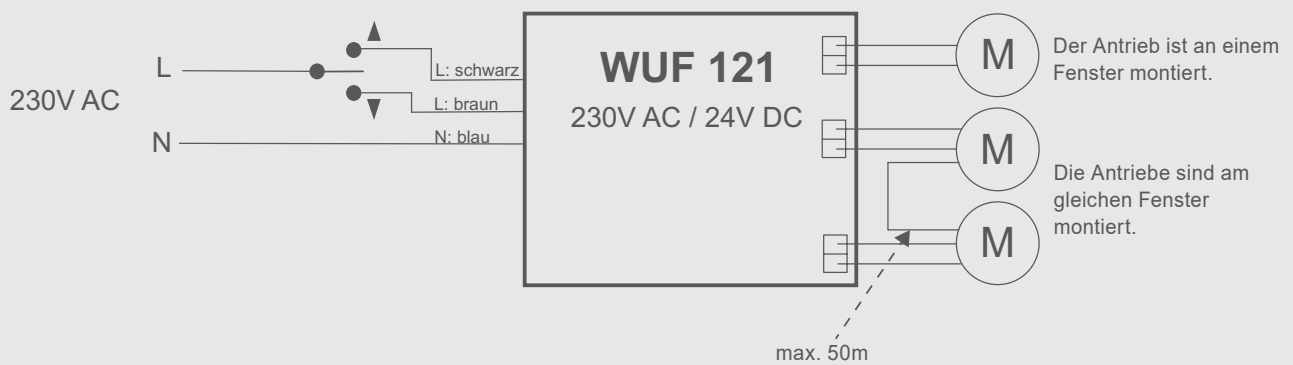 230V AC
L
N
L: schwarz
L: braun
N: blau
WUF 121
230V AC / 24V DC
M
Der Antrieb ist an einem
Fenster montiert.
M
M
Die Antriebe sind am
gleichen Fenster
montiert.
max. 50m